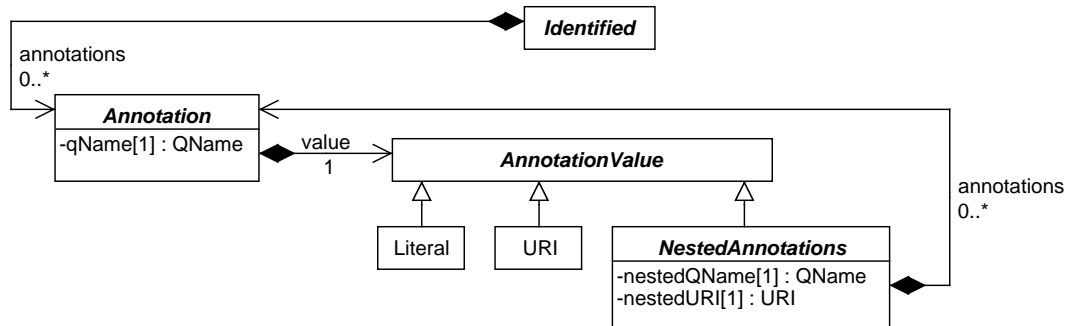 Identified
annotations
0..*
Annotation
-qName[1] : QName
value
1
AnnotationValue
annotations
0..*
Literal
URI
NestedAnnotations
-nestedQName[1] : QName
-nestedURI[1] : URI